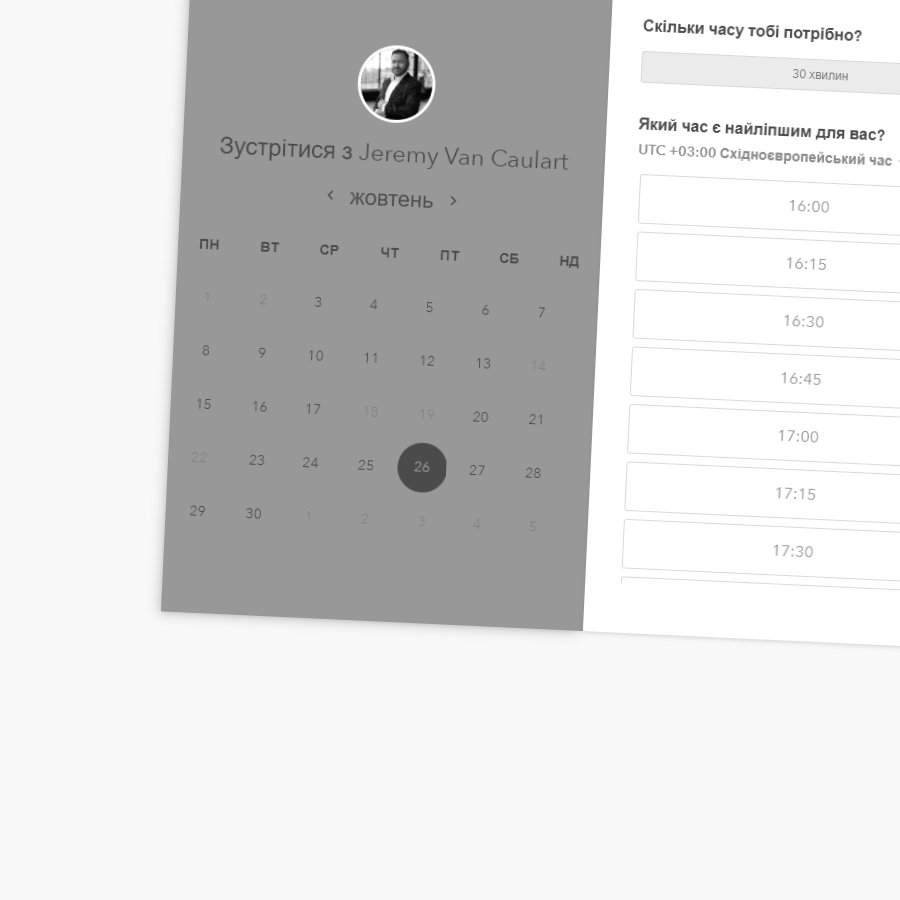 Зустрітися з Jeremy Van Caulart
жовтень
ПН ВТ СР ЧТ ПТ СБ НД
1 2 3 4 5 6 7
8 9 10 11 12 13 14
15 16 17 18 19 20 21
22 23 24 25 26 27 28
29 30 1 2 3 4 5
Скільки часу тобі потрібно?
30 хвилин
Який час є найліпшим для вас?
UTC +03:00 Східноєвропейський час
16:00
16:15
16:30
16:45
17:00
17:15
17:30